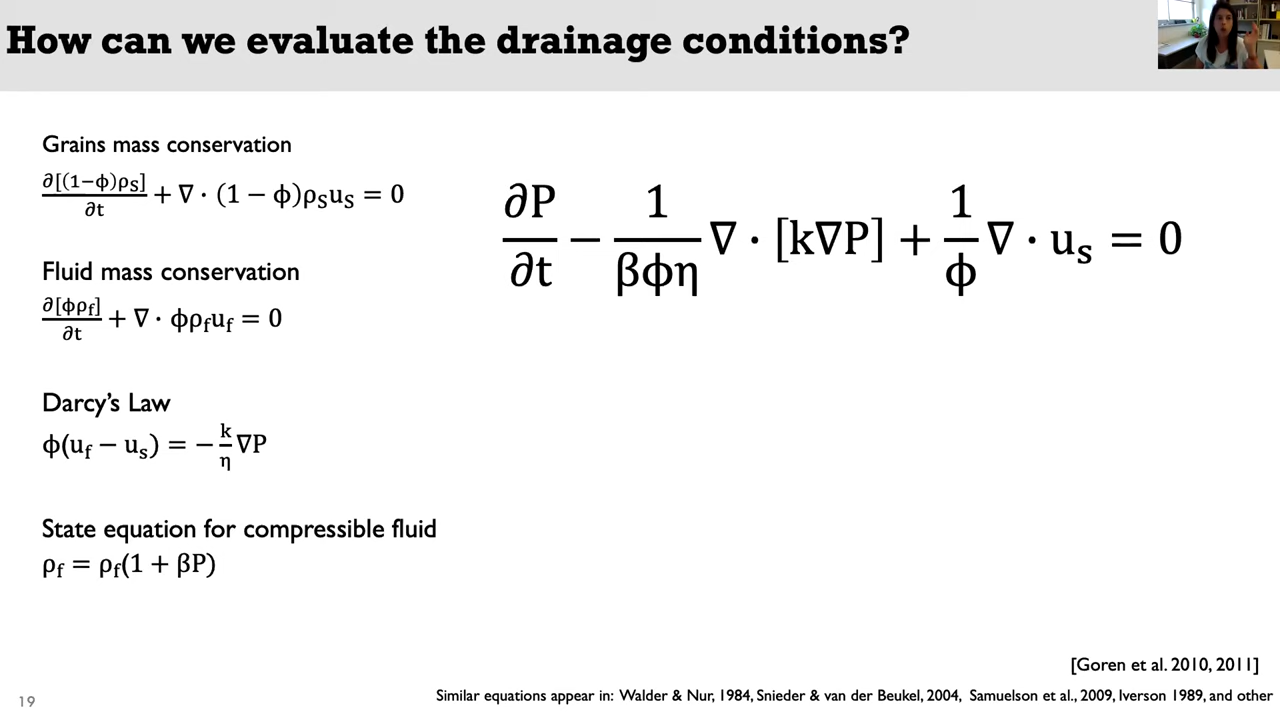 How can we evaluate the drainage conditions?
Grains mass conservation
∂[(1−ϕ)ρS]/∂t + ∇ · (1 − ϕ)ρSuS = 0
Fluid mass conservation
∂[ϕρf]/∂t + ∇ · ϕρfuf = 0
Darcy's Law
ϕ(uf − us) = − k/η ∇P
State equation for compressible fluid
ρf = ρf(1 + βP)
∂P/∂t − 1/βϕη ∇ · [k∇P] + 1/ϕ ∇ · us = 0
[Goren et al. 2010, 2011]
Similar equations appear in: Walder & Nur, 1984, Snieder & van der Beukel, 2004, Samuelson et al., 2009, Iverson 1989, and other
19